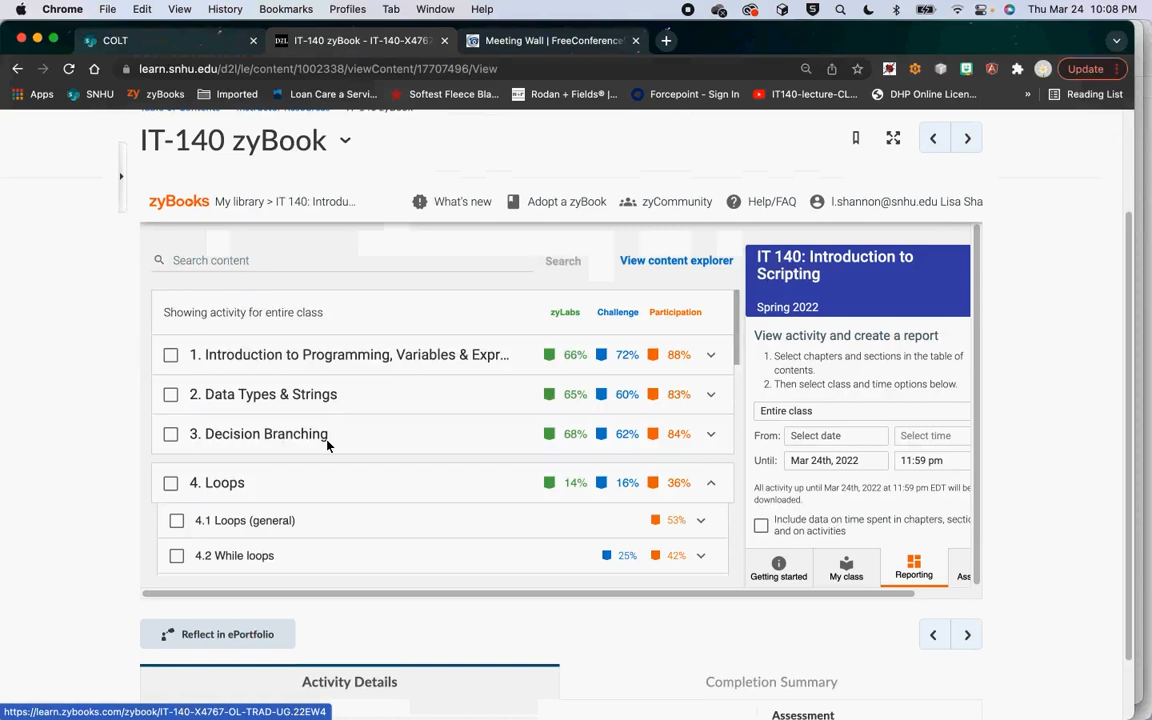 Chrome File Edit View History Bookmarks Profiles Tab Window Help Thu Mar 24 10:08 PM
COLT IT-140 zyBook - IT-140-X4767 Meeting Wall | FreeConference
learn.snhu.edu/d2l/le/content/1002338/viewContent/17707496/View Update
Apps SNHU zyBooks Imported Loan Care a Servi... Softest Fleece Bla... Rodan + Fields® |... Forcepoint - Sign In IT140-lecture-CL... DHP Online Licen... » Reading List
IT-140 zyBook
zyBooks My library > IT 140: Introdu... What's new Adopt a zyBook zyCommunity Help/FAQ l.shannon@snhu.edu Lisa Sha
Search content Search View content explorer
Showing activity for entire class zyLabs Challenge Participation
1. Introduction to Programming, Variables & Expr... 66% 72% 88%
2. Data Types & Strings 65% 60% 83%
3. Decision Branching 68% 62% 84%
4. Loops 14% 16% 36%
4.1 Loops (general) 53%
4.2 While loops 25% 42%
IT 140: Introduction to
Scripting
Spring 2022
View activity and create a report
1. Select chapters and sections in the table of
contents.
2. Then select class and time options below.
Entire class
From: Select date Select time
Until: Mar 24th, 2022 11:59 pm
All activity up until Mar 24th, 2022 at 11:59 pm EDT will be
downloaded.
Include data on time spent in chapters, sectio
and on activities
Getting started My class Reporting Ass
Reflect in ePortfolio
Activity Details Completion Summary
https://learn.zybooks.com/zybook/IT-140-X4767-OL-TRAD-UG.22EW4
Assessment